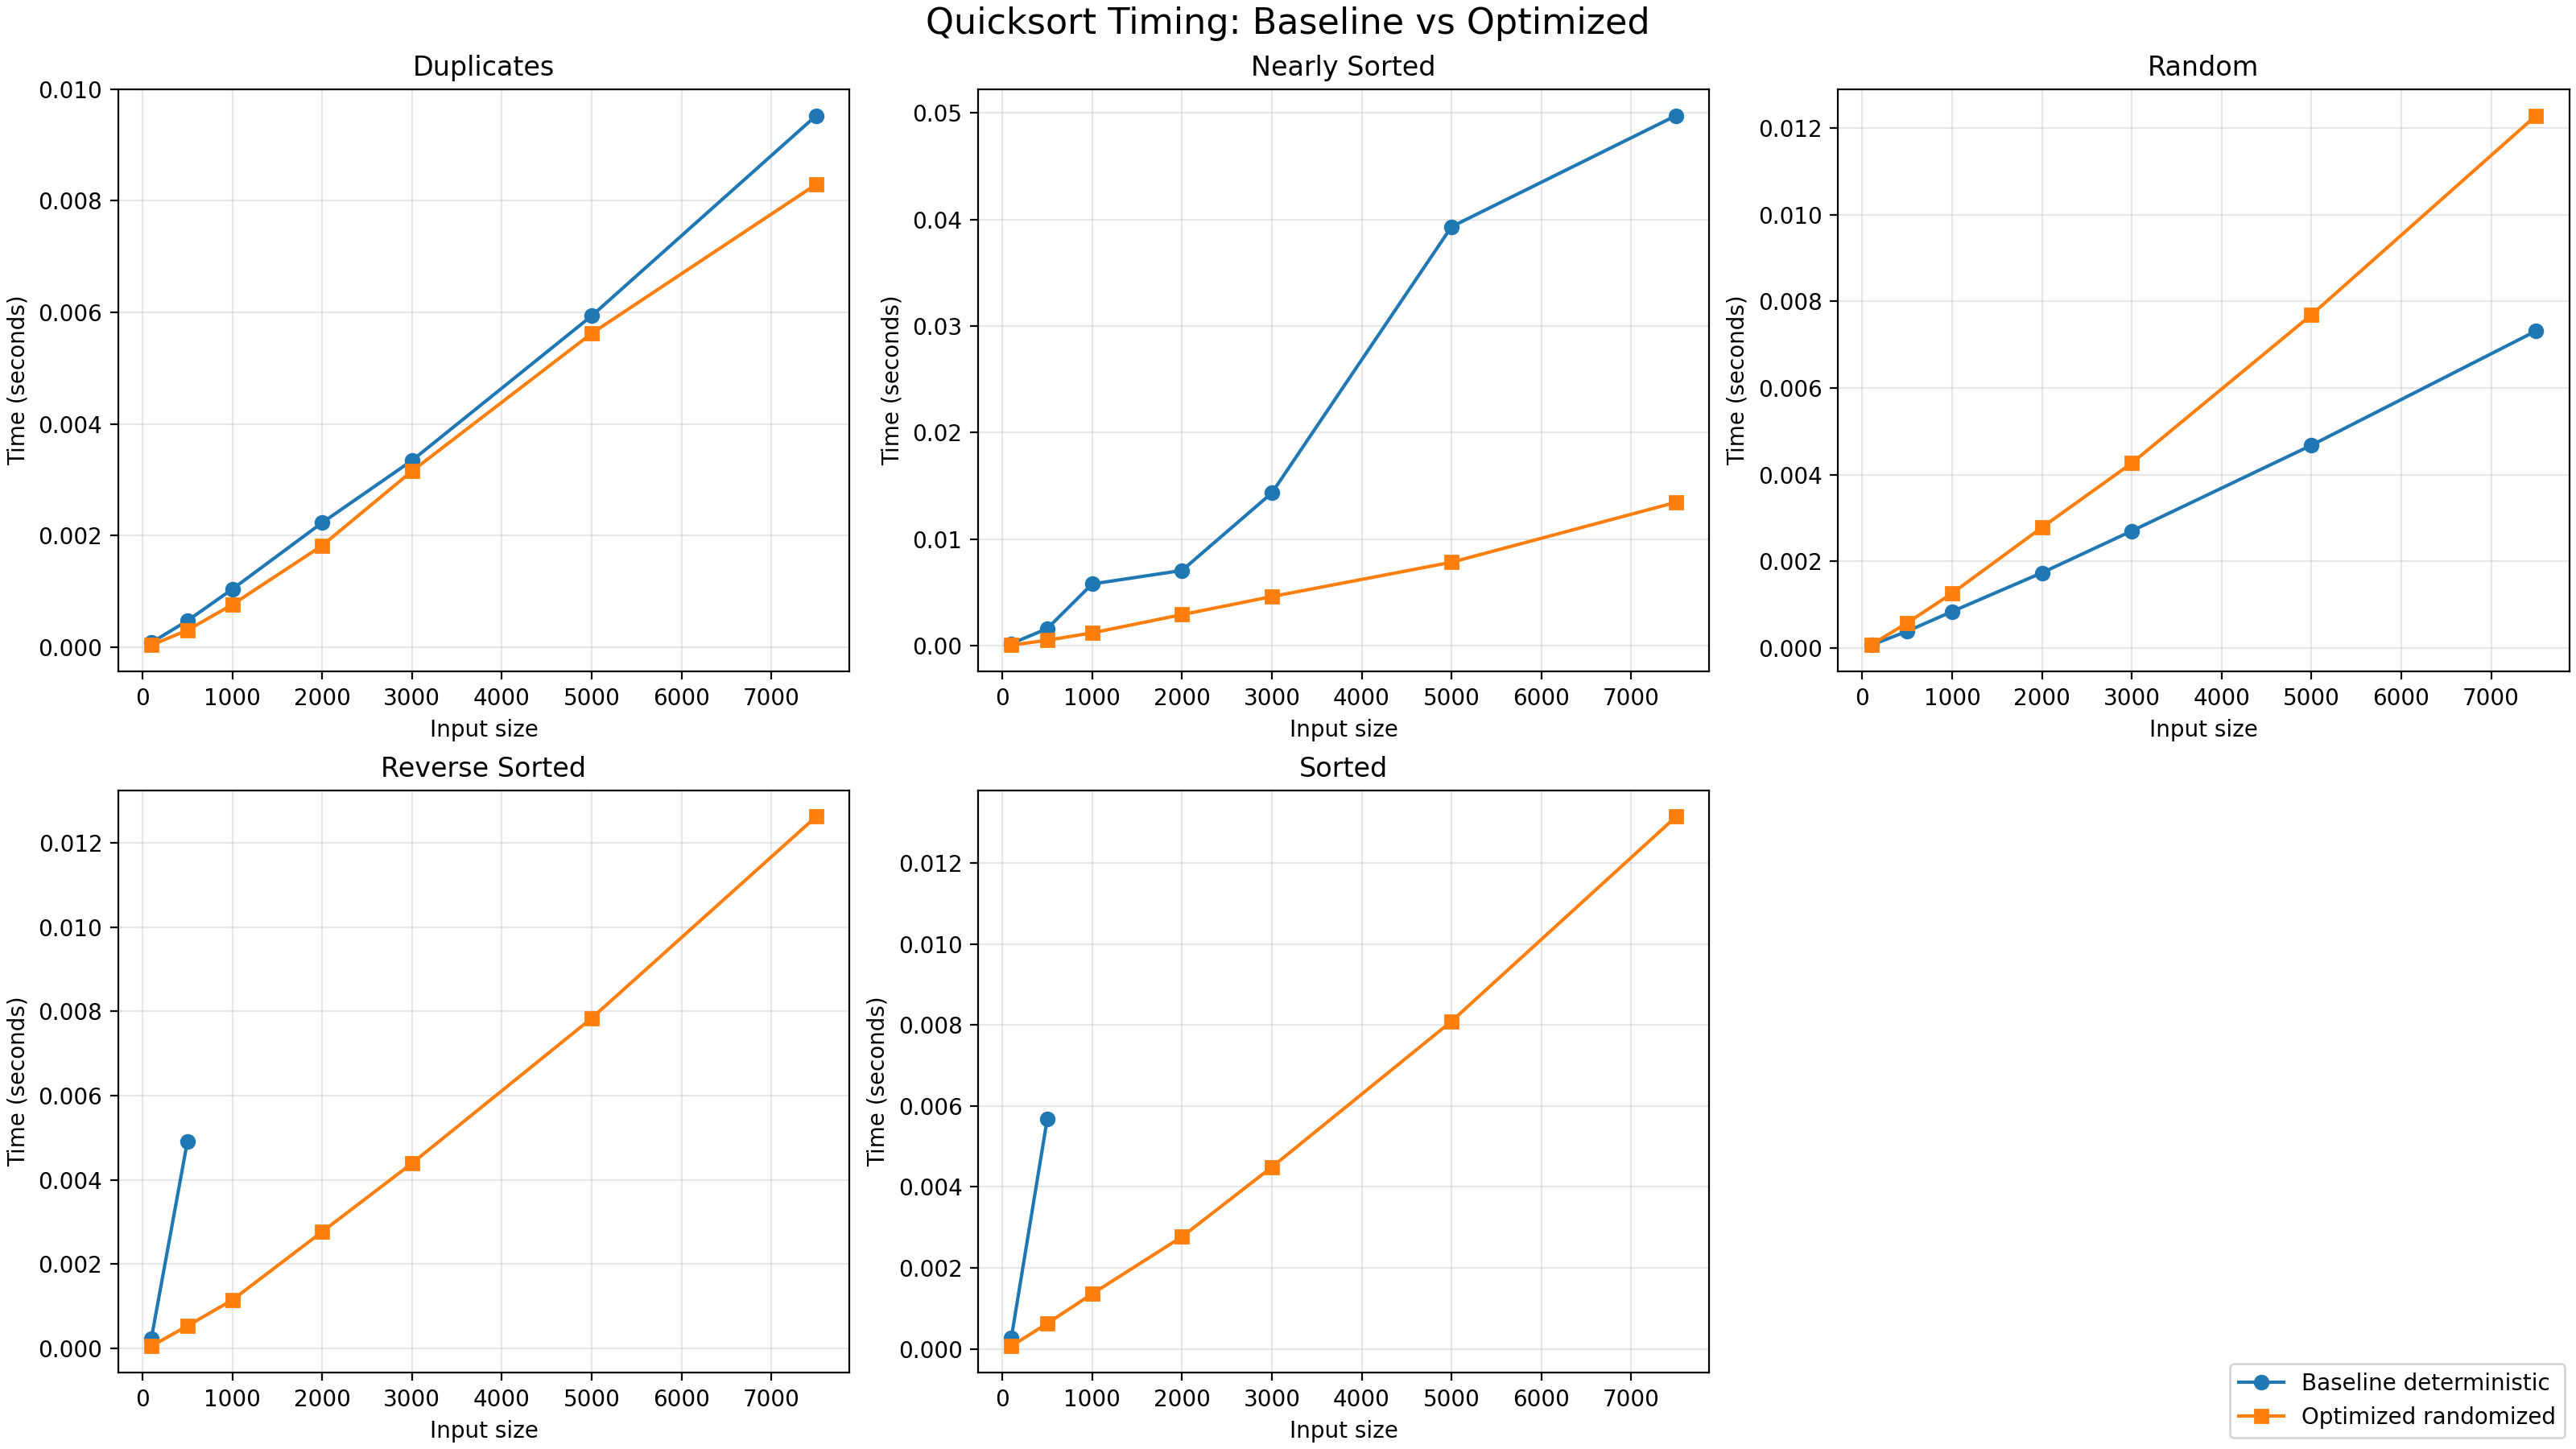 Quicksort Timing: Baseline vs Optimized
Duplicates
0.010
0.008
0.006
0.004
0.002
0.000
Time (seconds)
0 1000 2000 3000 4000 5000 6000 7000
Input size
Nearly Sorted
0.05
0.04
0.03
0.02
0.01
0.00
Time (seconds)
0 1000 2000 3000 4000 5000 6000 7000
Input size
Random
0.012
0.010
0.008
0.006
0.004
0.002
0.000
Time (seconds)
0 1000 2000 3000 4000 5000 6000 7000
Input size
Reverse Sorted
0.012
0.010
0.008
0.006
0.004
0.002
0.000
Time (seconds)
0 1000 2000 3000 4000 5000 6000 7000
Input size
Sorted
0.012
0.010
0.008
0.006
0.004
0.002
0.000
Time (seconds)
0 1000 2000 3000 4000 5000 6000 7000
Input size
Baseline deterministic
Optimized randomized